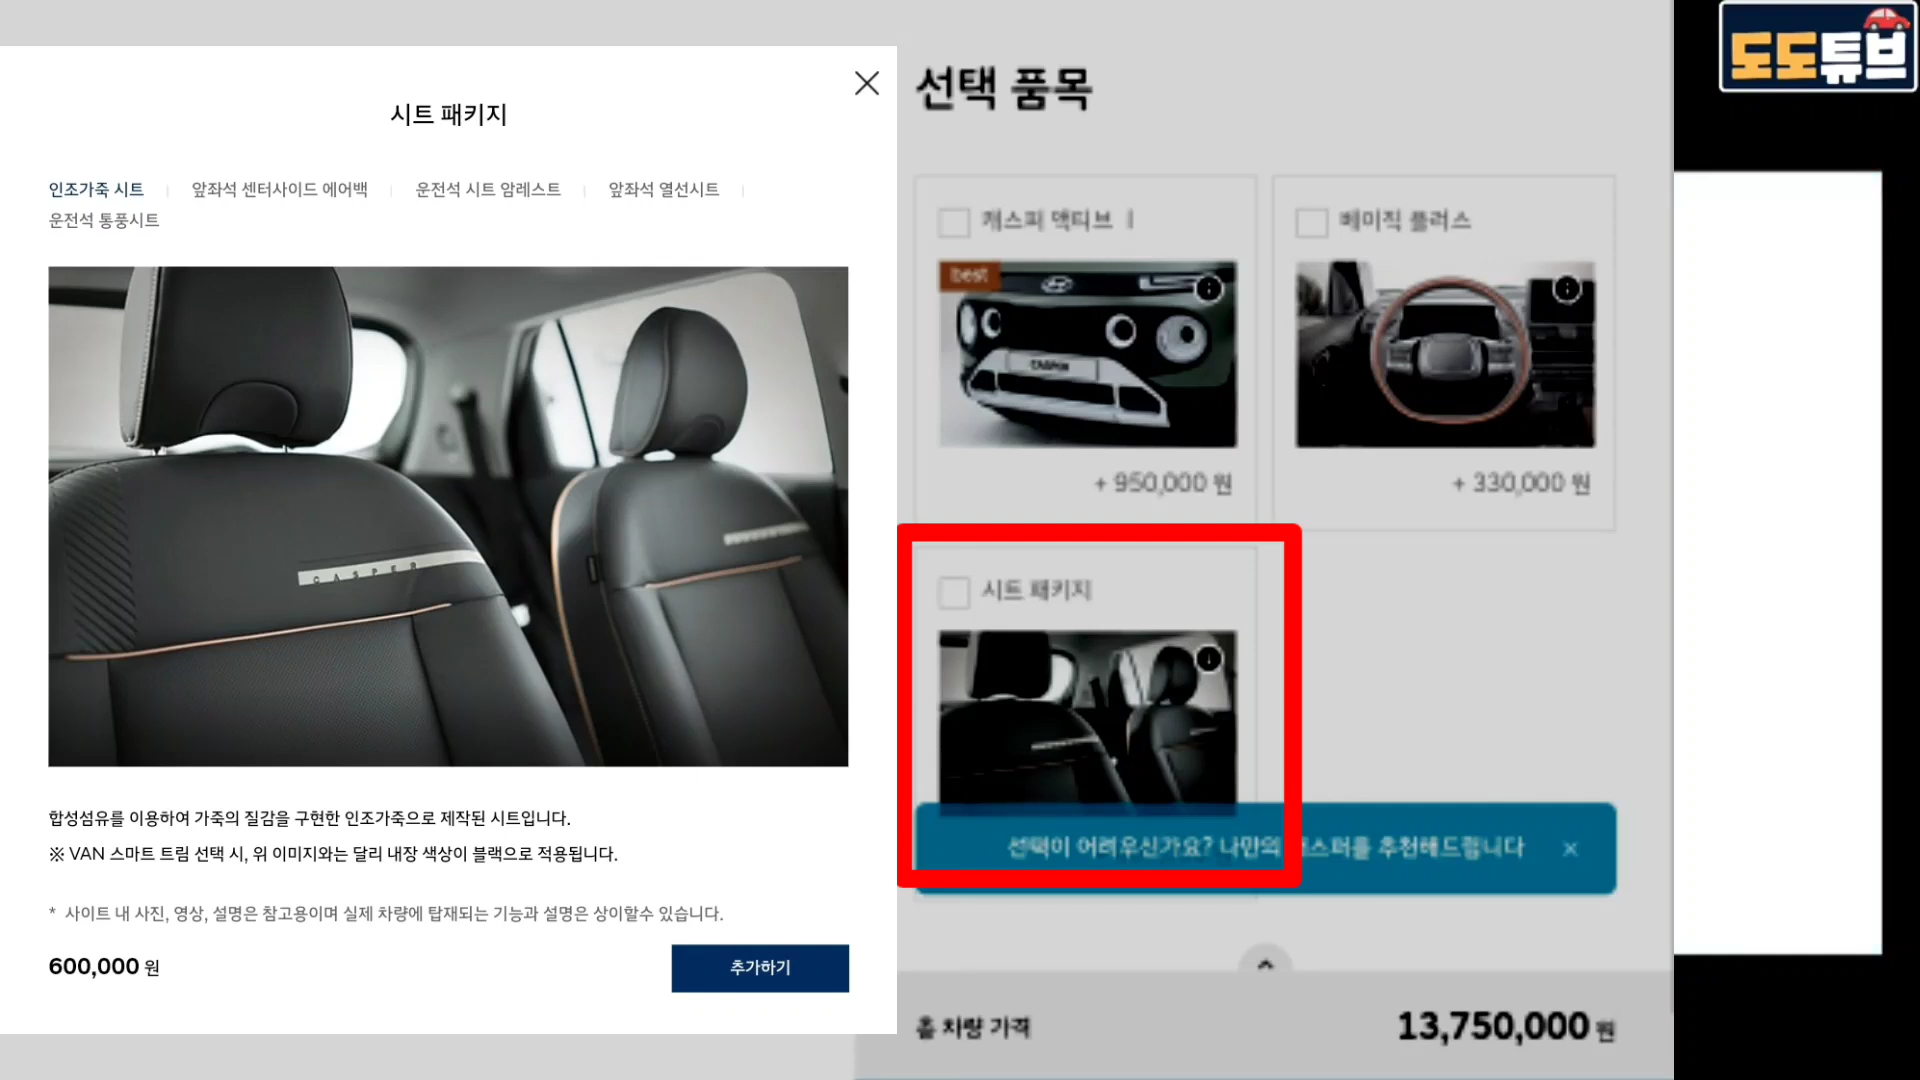 시트 패키지
인조가죽 시트
앞좌석 센터사이드 에어백
운전석 시트 암레스트
앞좌석 열선시트
운전석 통풍시트
CASPER
합성섬유를 이용하여 가죽의 질감을 구현한 인조가죽으로 제작된 시트입니다.
※ VAN 스마트 트림 선택 시, 위 이미지와는 달리 내장 색상이 블랙으로 적용됩니다.
* 사이트 내 사진, 영상, 설명은 참고용이며 실제 차량에 탑재되는 기능과 설명은 상이할수 있습니다.
600,000 원
추가하기
선택 품목
캐스퍼 액티브 Ⅰ
best
CASPER
+ 950,000 원
베이직 플러스
+ 330,000 원
시트 패키지
선택이 어려우신가요? 나만의 캐스퍼를 추천해드립니다
총 차량 가격
13,750,000 원
도도튜브